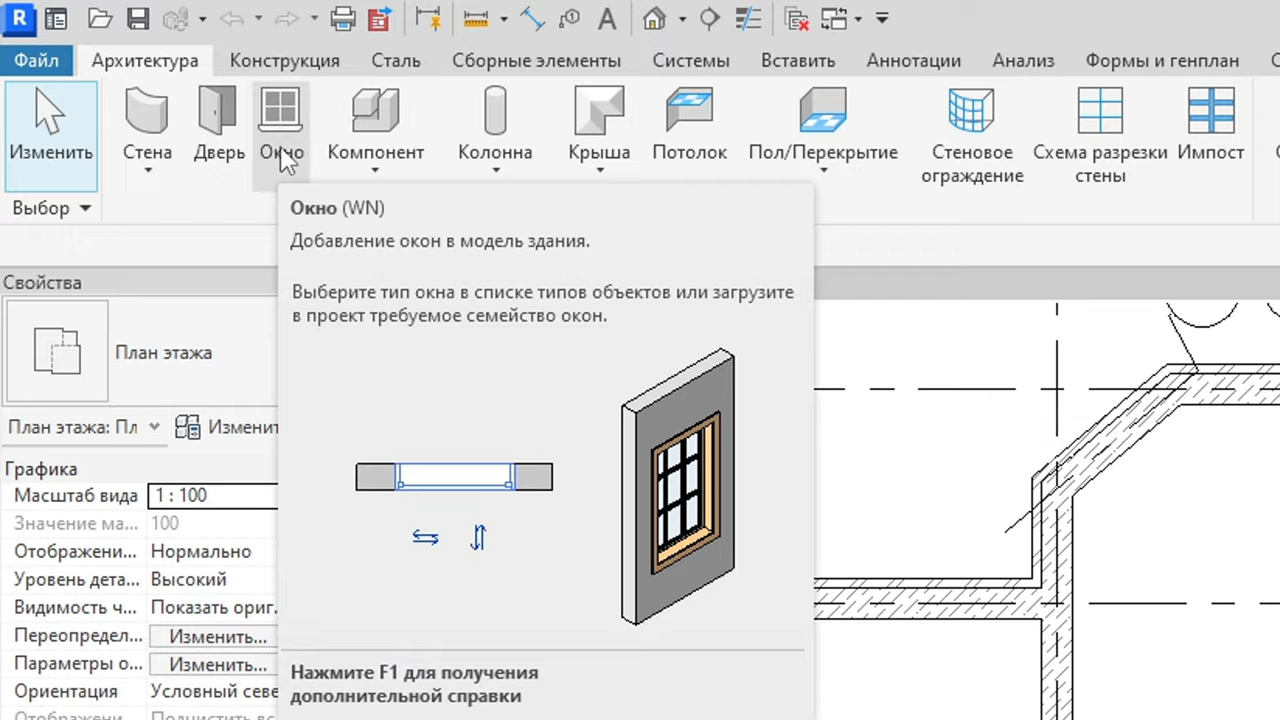 R
A
Файл Архитектура Конструкция Сталь Сборные элементы Системы Вставить Аннотации Анализ Формы и генплан
Изменить Стена Дверь Окно Компонент Колонна Крыша Потолок Пол/Перекрытие Стеновое ограждение Схема разрезки стены Импост
Выбор
Окно (WN)
Добавление окон в модель здания.
Выберите тип окна в списке типов объектов или загрузите
в проект требуемое семейство окон.
Нажмите F1 для получения
дополнительной справки
Свойства
План этажа
План этажа: Пл Изменит
Графика
Масштаб вида 1 : 100
Значение ма... 100
Отображени... Нормально
Уровень дета... Высокий
Видимость ч... Показать ориг.
Переопредел... Изменить...
Параметры о... Изменить...
Ориентация Условный севе
Отображени